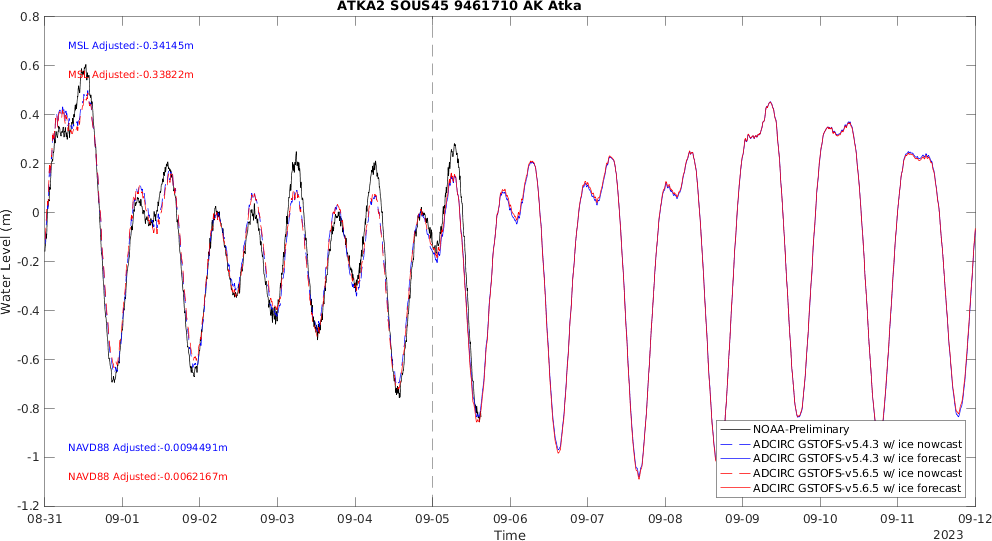 ATKA2 SOUS45 9461710 AK Atka
0.8
0.6
0.4
0.2
0
-0.2
-0.4
-0.6
-0.8
-1
-1.2
Water Level (m)
MSL Adjusted:-0.34145m
MSL Adjusted:-0.33822m
NAVD88 Adjusted:-0.0094491m
NAVD88 Adjusted:-0.0062167m
NOAA-Preliminary
ADCIRC GSTOFS-v5.4.3 w/ ice nowcast
ADCIRC GSTOFS-v5.4.3 w/ ice forecast
ADCIRC GSTOFS-v5.6.5 w/ ice nowcast
ADCIRC GSTOFS-v5.6.5 w/ ice forecast
08-31 09-01 09-02 09-03 09-04 09-05 09-06 09-07 09-08 09-09 09-10 09-11 09-12
Time
2023